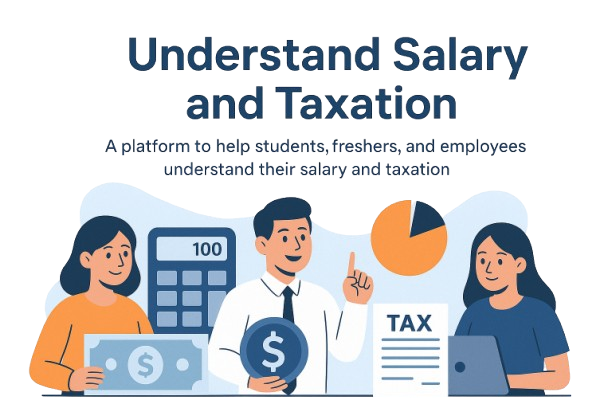 Understand Salary
and Taxation
A platform to help students, freshers, and employees
understand their salary and taxation
100
$
$
TAX